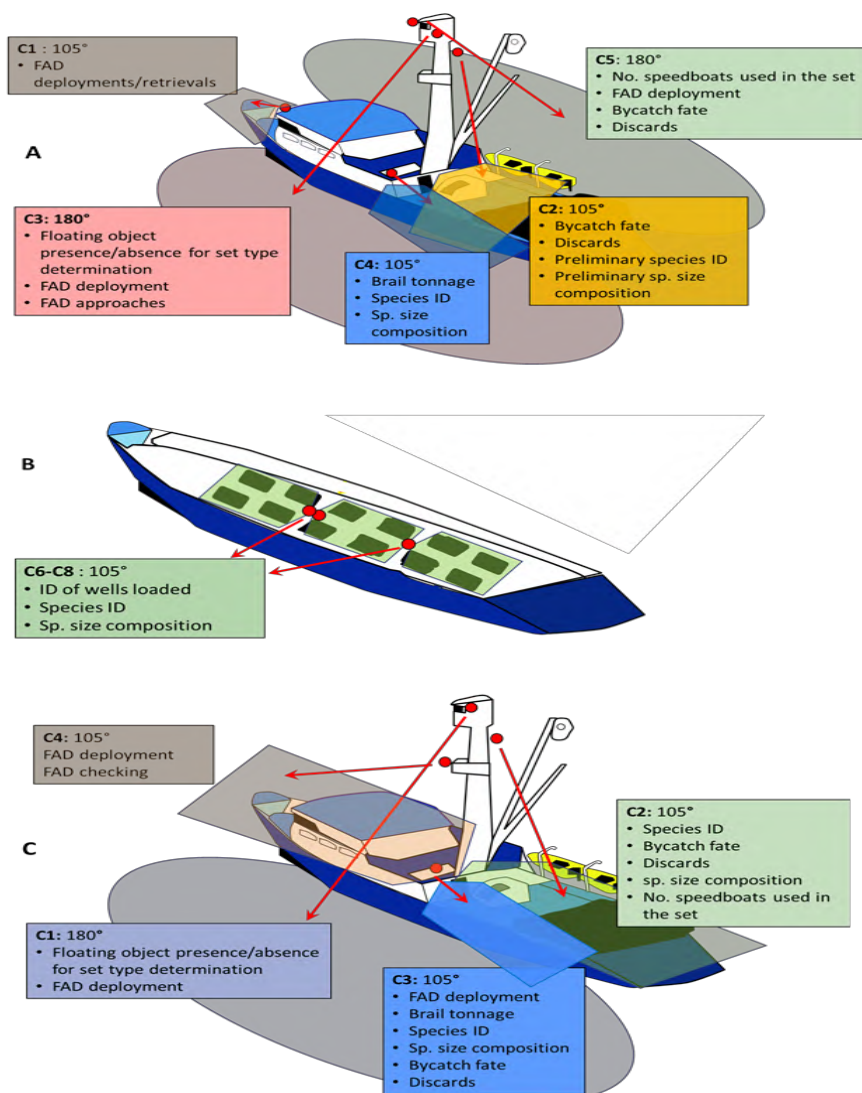 C1 : 105°
• FAD
deployments/retrievals
C5: 180°
• No. speedboats used in the set
• FAD deployment
• Bycatch fate
• Discards
A
C3: 180°
• Floating object
presence/absence for set type
determination
• FAD deployment
• FAD approaches
C4: 105°
• Brail tonnage
• Species ID
• Sp. size
composition
C2: 105°
• Bycatch fate
• Discards
• Preliminary species ID
• Preliminary sp. size
composition
B
C6-C8 : 105°
• ID of wells loaded
• Species ID
• Sp. size composition
C4: 105°
FAD deployment
FAD checking
C2: 105°
• Species ID
• Bycatch fate
• Discards
• sp. size composition
• No. speedboats used in
the set
C
C1: 180°
• Floating object presence/absence
for set type determination
• FAD deployment
C3: 105°
• FAD deployment
• Brail tonnage
• Species ID
• Sp. size composition
• Bycatch fate
• Discards